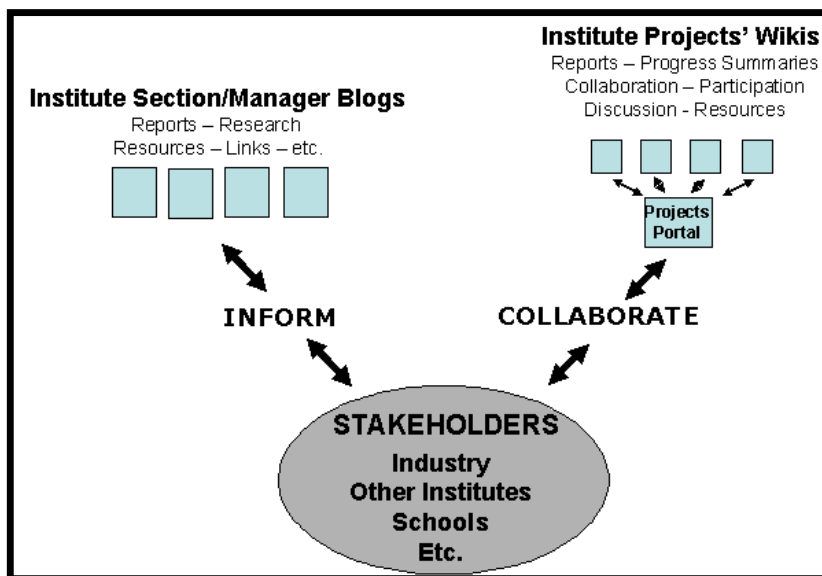 Institute Projects' Wikis
Reports – Progress Summaries
Collaboration – Participation
Discussion - Resources
Institute Section/Manager Blogs
Reports – Research
Resources – Links – etc.
Projects
Portal
INFORM
COLLABORATE
STAKEHOLDERS
Industry
Other Institutes
Schools
Etc.